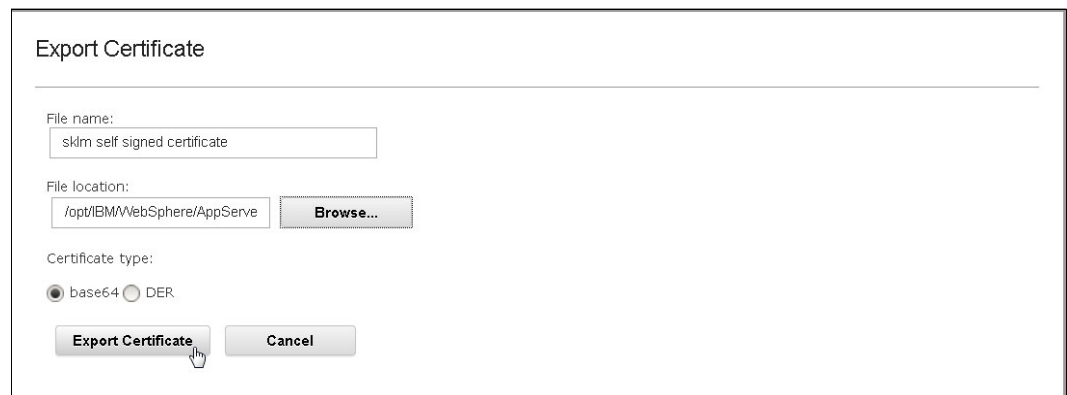 Export Certificate
File name:
sklm self signed certificate
File location:
/opt/IBM/WebSphere/AppServe
Browse...
Certificate type:
base64 DER
Export Certificate Cancel